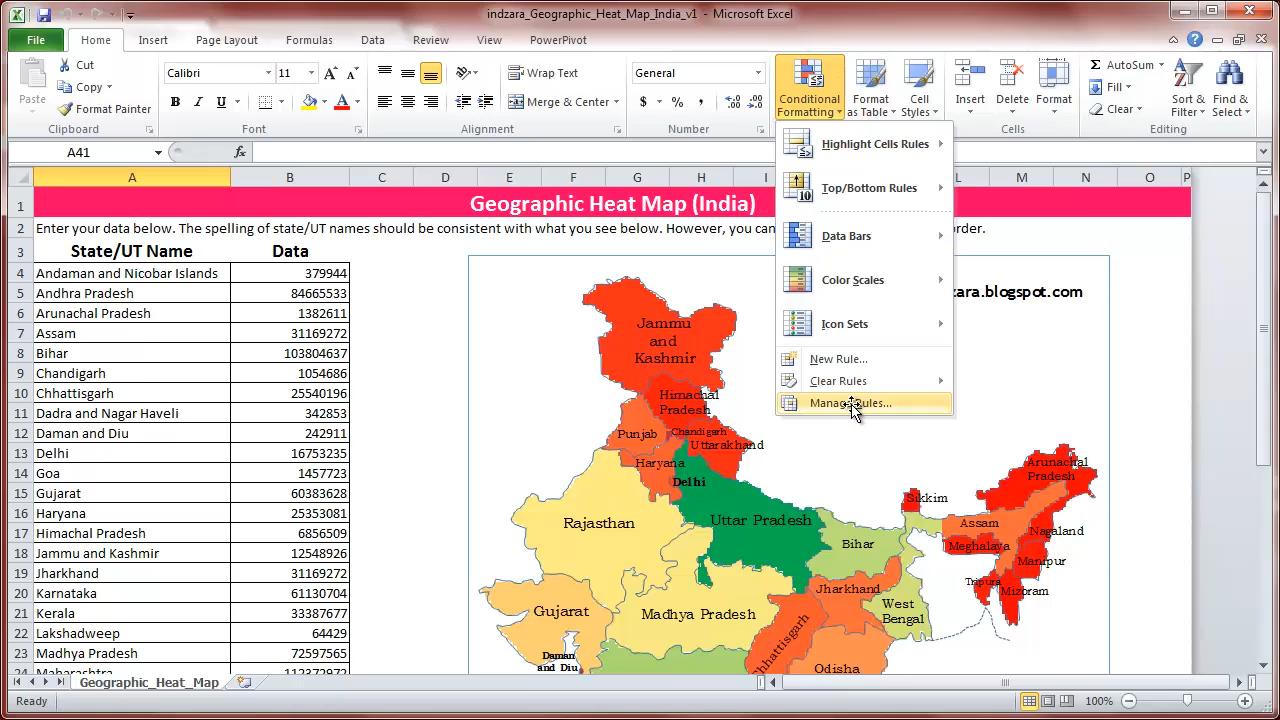 indzara_Geographic_Heat_Map_India_v1 - Microsoft Excel
File Home Insert Page Layout Formulas Data Review View PowerPivot
Paste
Cut
Copy
Format Painter
Clipboard
Calibri 11
B I U
Font
Wrap Text
Merge & Center
Alignment
General
$ % ,
Number
Conditional Formatting
Format as Table
Cell Styles
Insert Delete Format
Cells
AutoSum
Fill
Clear
Sort & Filter
Find & Select
Editing
A41 fx
Highlight Cells Rules
Top/Bottom Rules
Data Bars
Color Scales
Icon Sets
New Rule...
Clear Rules
Manage Rules...
A B C D E F G H I L M N O P
1 Geographic Heat Map (India)
2 Enter your data below. The spelling of state/UT names should be consistent with what you see below. However, you can order.
3 State/UT Name Data
4 Andaman and Nicobar Islands 379944
5 Andhra Pradesh 84665533
6 Arunachal Pradesh 1382611
7 Assam 31169272
8 Bihar 103804637
9 Chandigarh 1054686
10 Chhattisgarh 25540196
11 Dadra and Nagar Haveli 342853
12 Daman and Diu 242911
13 Delhi 16753235
14 Goa 1457723
15 Gujarat 60383628
16 Haryana 25353081
17 Himachal Pradesh 6856509
18 Jammu and Kashmir 12548926
19 Jharkhand 31169272
20 Karnataka 61130704
21 Kerala 33387677
22 Lakshadweep 64429
23 Madhya Pradesh 72597565
24 Maharashtra 112372972
zara.blogspot.com
Jammu
and
Kashmir
Himachal
Pradesh
Punjab
Chandigarh
Uttarakhand
Haryana
Delhi
Rajasthan
Uttar Pradesh
Bihar
Sikkim
Arunachal
Pradesh
Assam
Nagaland
Meghalaya
Manipur
Tripura
Mizoram
Gujarat
Madhya Pradesh
Jharkhand
West
Bengal
Chhattisgarh
Odisha
Daman
and Diu
Geographic_Heat_Map
Ready 100%